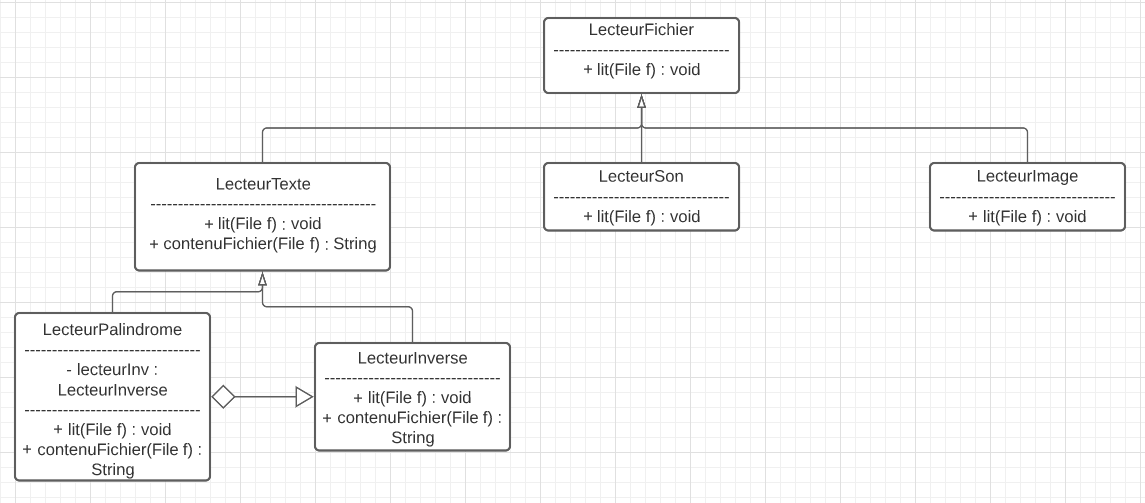 LecteurFichier
--------------------------------
+ lit(File f) : void
LecteurTexte
-----------------------------------------
+ lit(File f) : void
+ contenuFichier(File f) : String
LecteurSon
--------------------------------
+ lit(File f) : void
LecteurImage
--------------------------------
+ lit(File f) : void
LecteurPalindrome
--------------------------------
- lecteurInv :
LecteurInverse
--------------------------------
+ lit(File f) : void
+ contenuFichier(File f) :
String
LecteurInverse
--------------------------------
+ lit(File f) : void
+ contenuFichier(File f) :
String